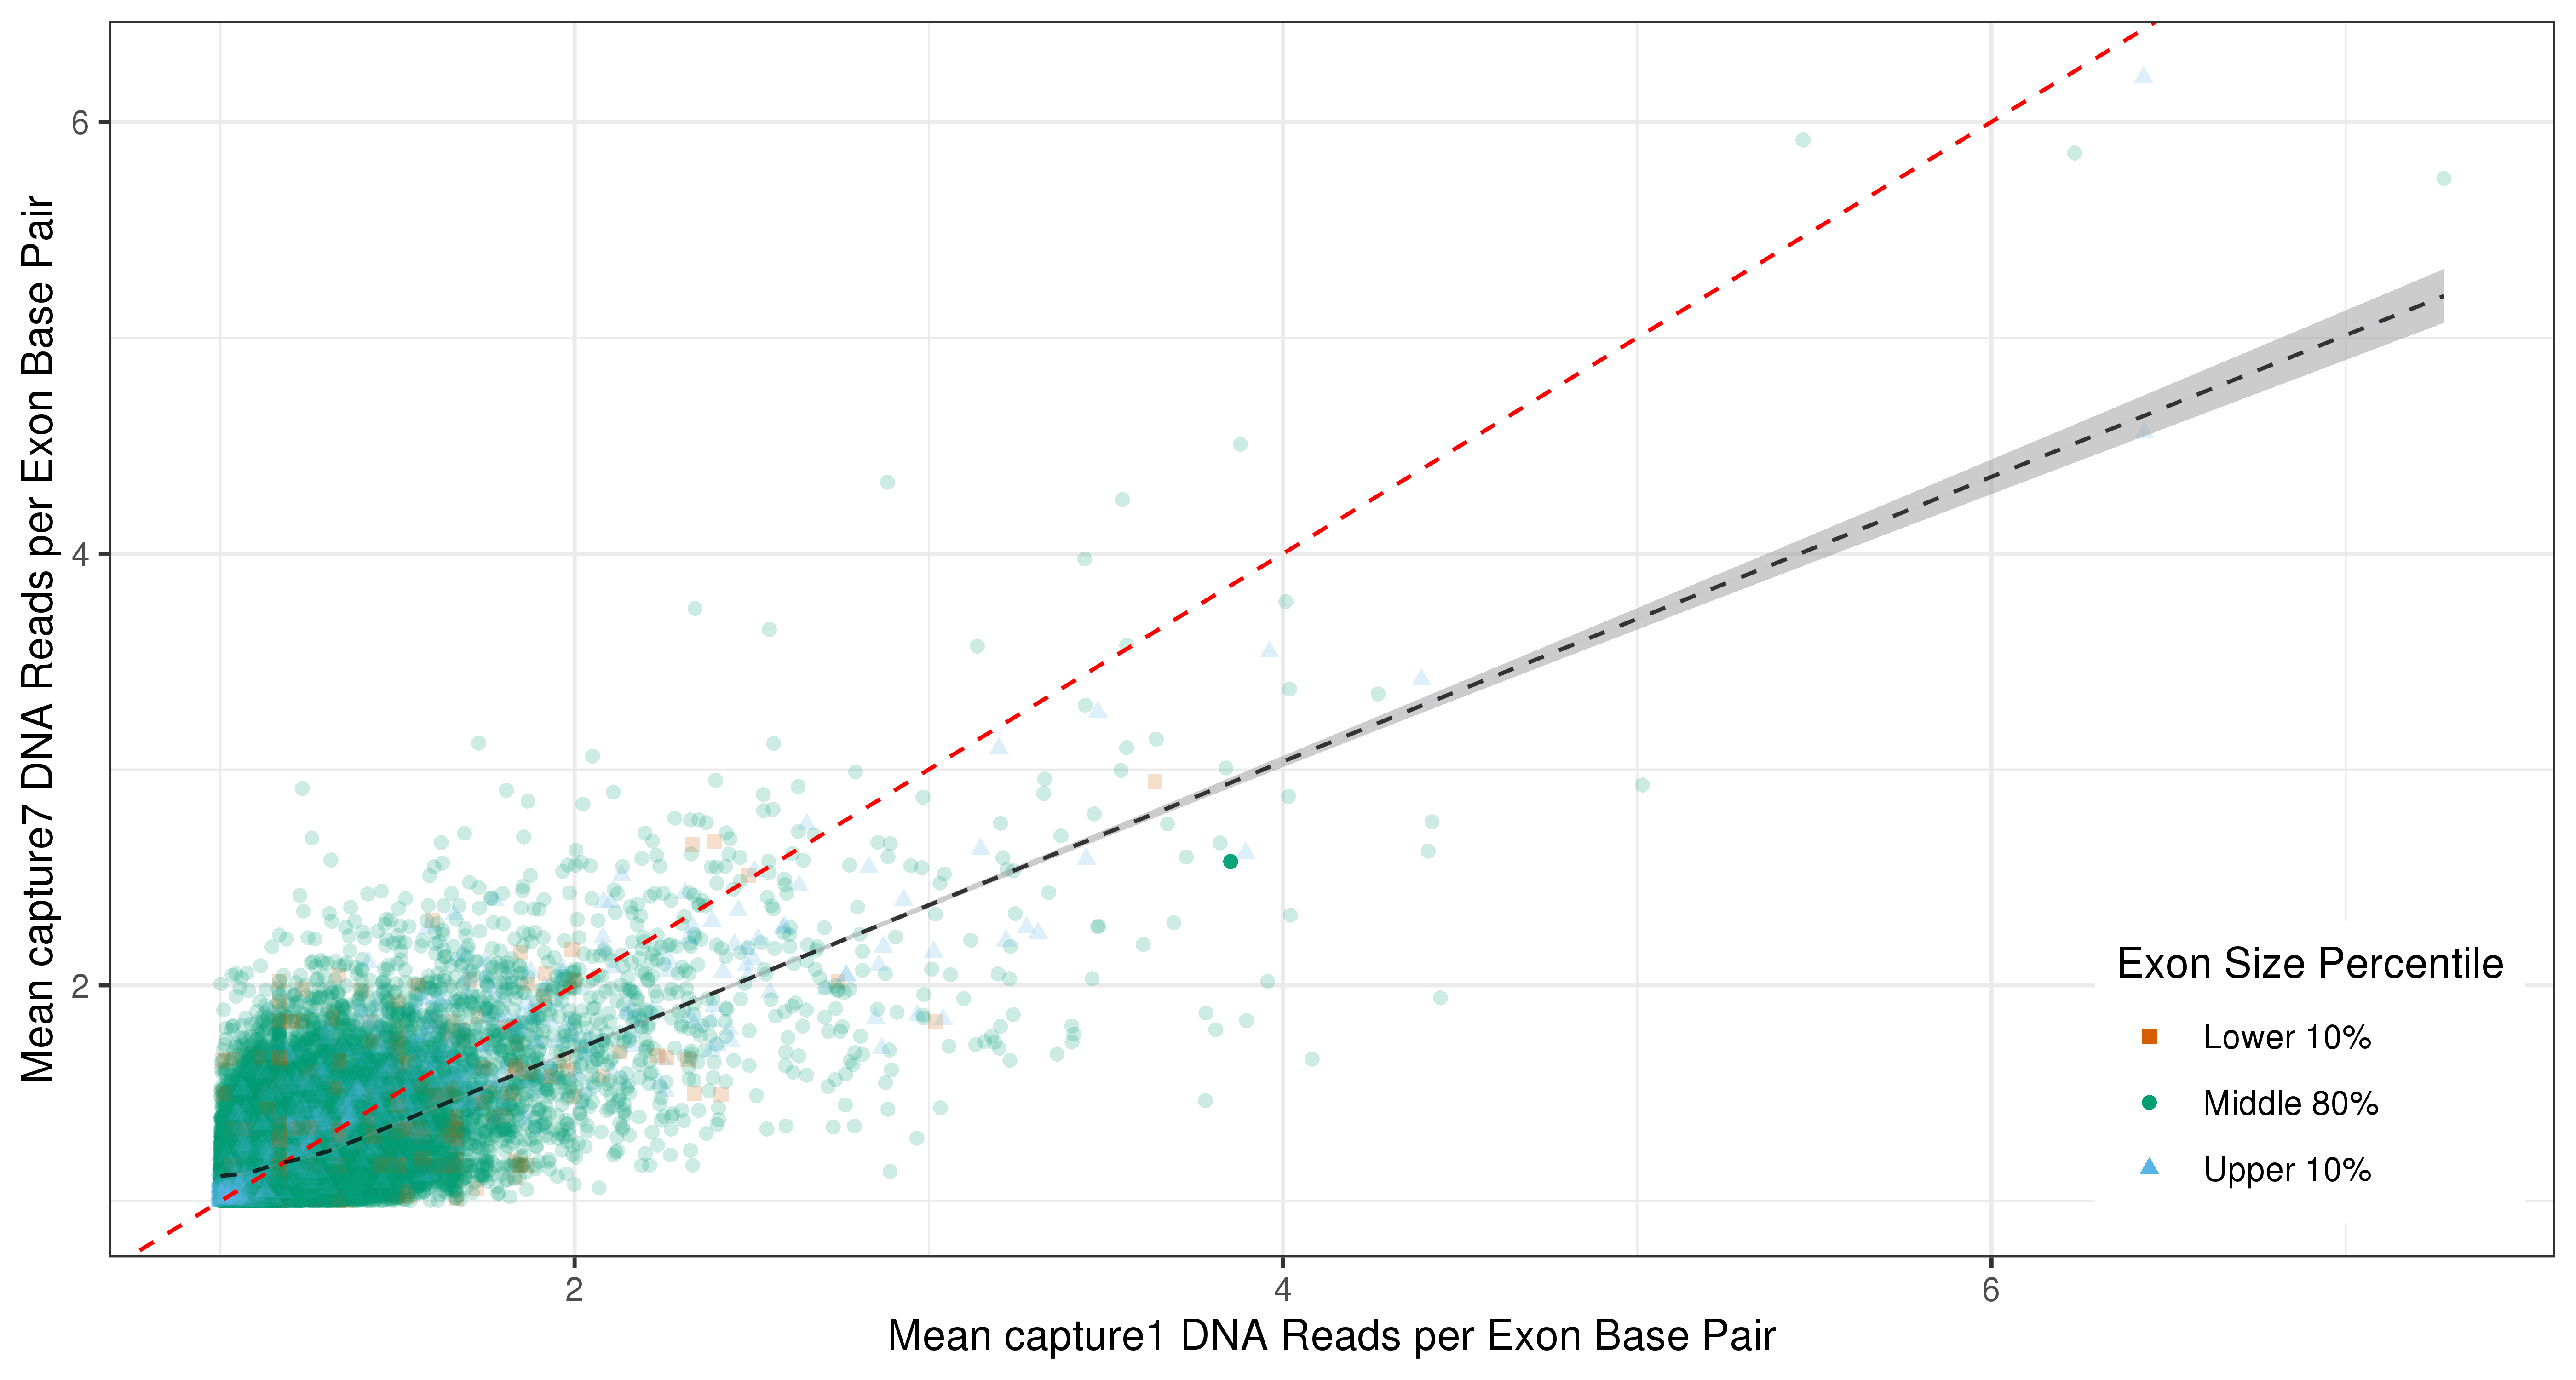 Mean capture7 DNA Reads per Exon Base Pair
6
4
2
2
4
6
Mean capture1 DNA Reads per Exon Base Pair
Exon Size Percentile
Lower 10%
Middle 80%
Upper 10%